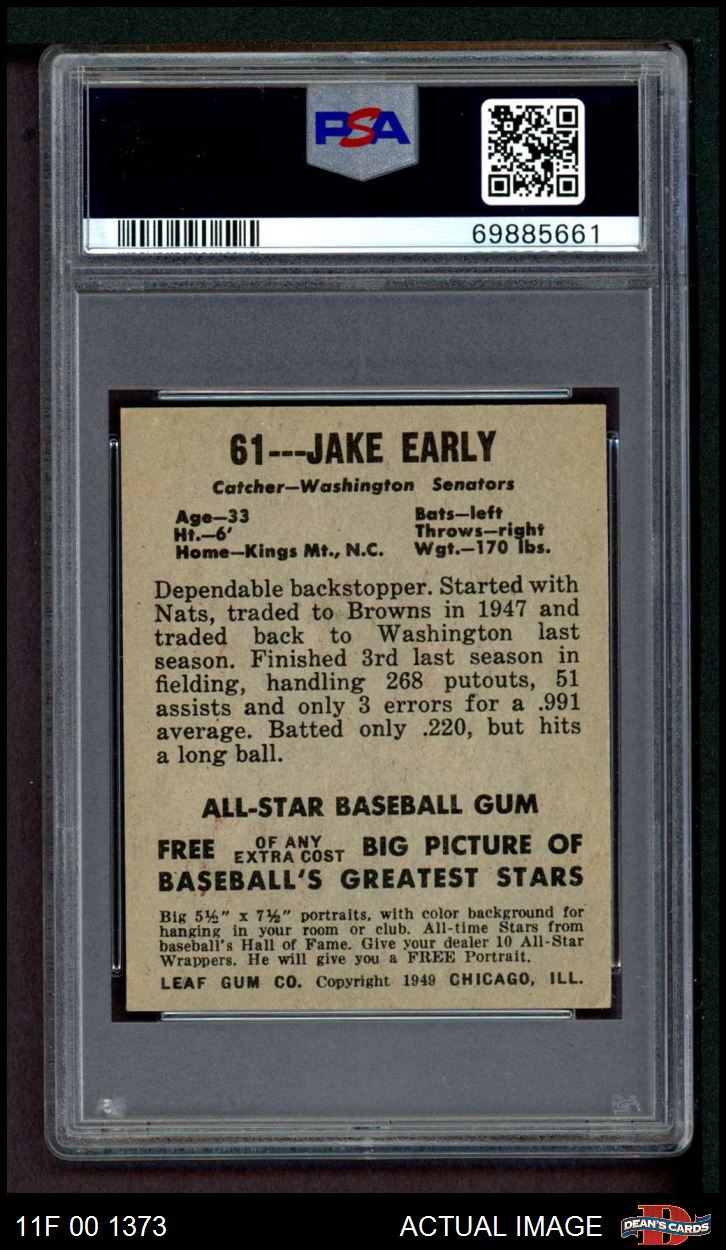 PSA
69885661
61---JAKE EARLY
Catcher—Washington Senators
Age—33
Ht.—6'
Home—Kings Mt., N.C.
Bats—left
Throws—right
Wgt.—170 lbs.
Dependable backstopper. Started with
Nats, traded to Browns in 1947 and
traded back to Washington last
season. Finished 3rd last season in
fielding, handling 268 putouts, 51
assists and only 3 errors for a .991
average. Batted only .220, but hits
a long ball.
ALL-STAR BASEBALL GUM
FREE OF ANY EXTRA COST BIG PICTURE OF
BASEBALL'S GREATEST STARS
Big 5½" x 7½" portraits, with color background for
hanging in your room or club. All-time Stars from
baseball's Hall of Fame. Give your dealer 10 All-Star
Wrappers. He will give you a FREE Portrait.
LEAF GUM CO. Copyright 1949 CHICAGO, ILL.
PSA
11F 00 1373
ACTUAL IMAGE
DEAN'S CARDS